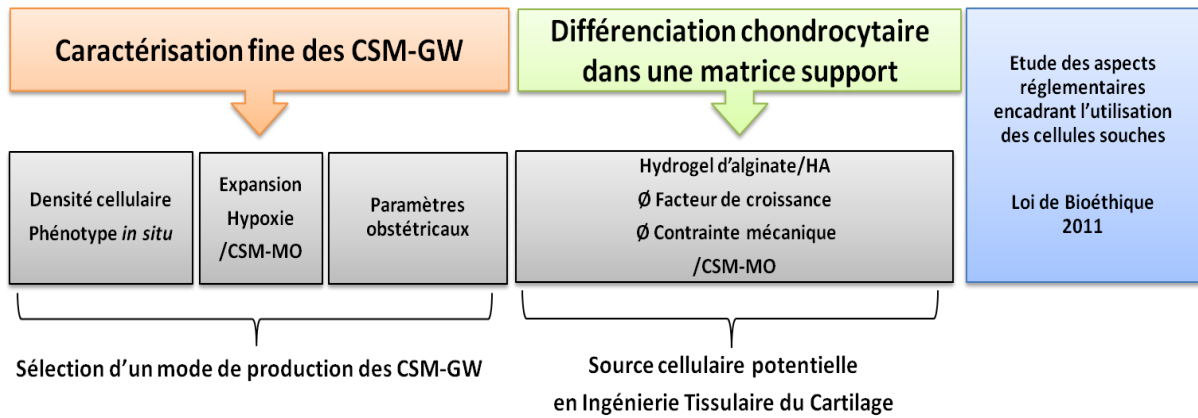 Caractérisation fine des CSM-GW
Différenciation chondrocytaire
dans une matrice support
Etude des aspects
réglementaires
encadrant l'utilisation
des cellules souches
Loi de Bioéthique
2011
Densité cellulaire
Phénotype in situ
Expansion
Hypoxie
/CSM-MO
Paramètres
obstétricaux
Hydrogel d'alginate/HA
Ø Facteur de croissance
Ø Contrainte mécanique
/CSM-MO
Sélection d'un mode de production des CSM-GW
Source cellulaire potentielle
en Ingénierie Tissulaire du Cartilage